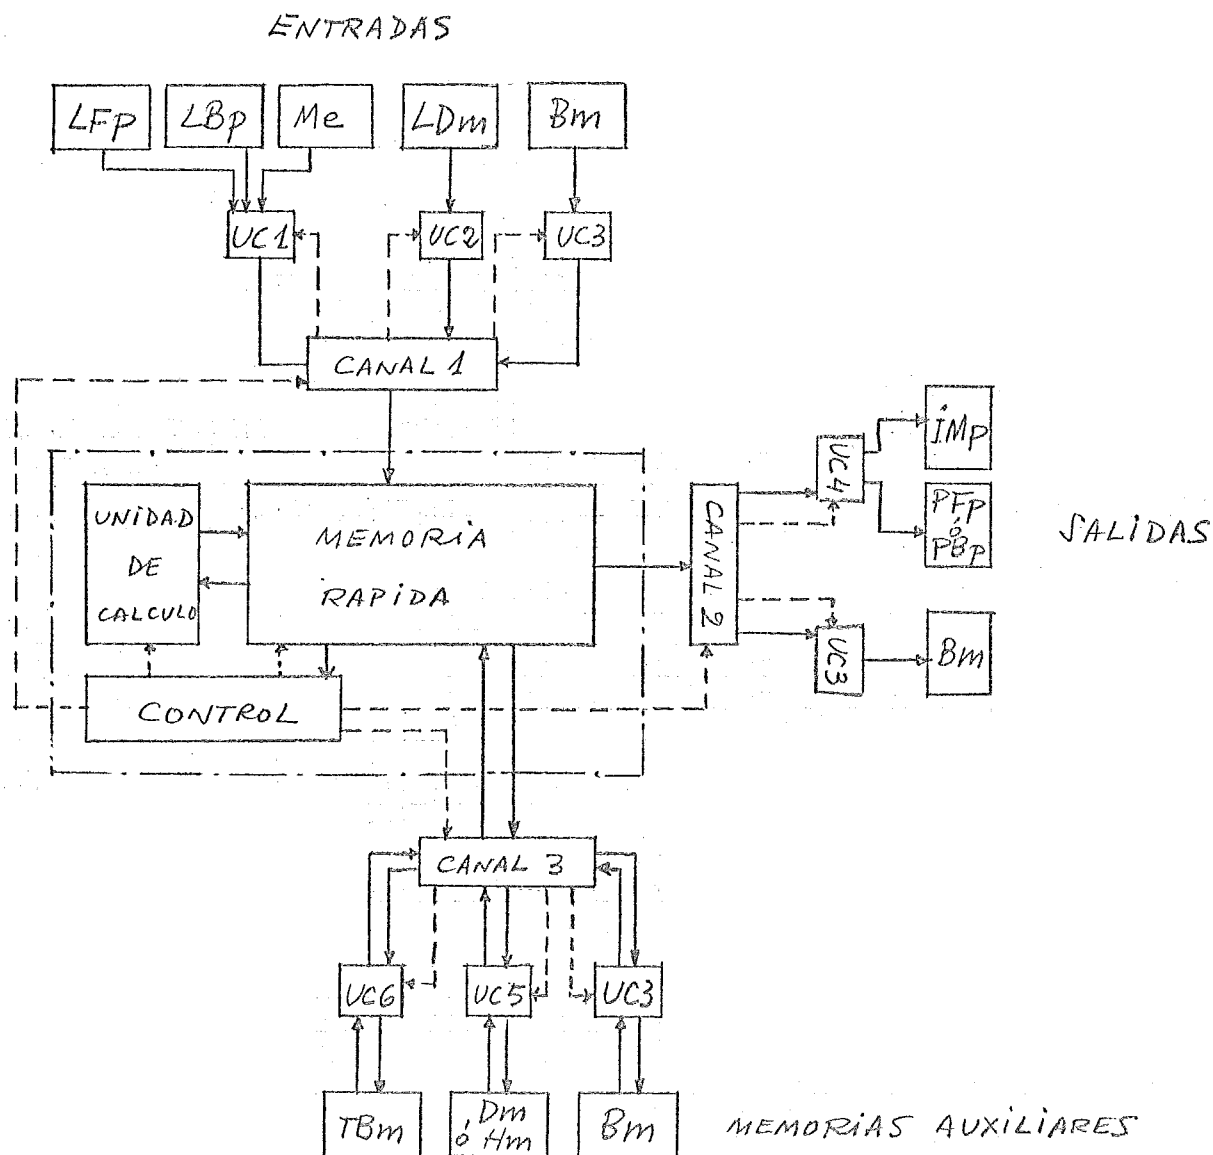 ENTRADAS
LFp
LBp
Me
LDm
Bm
UC1
UC2
UC3
CANAL 1
UNIDAD
DE
CALCULO
MEMORIA
RAPIDA
CONTROL
CANAL 2
UC4
UC3
IMp
PFp
ó
PBp
Bm
SALIDAS
CANAL 3
UC6
UC5
UC3
TBm
Dm
ó Hm
Bm
MEMORIAS AUXILIARES